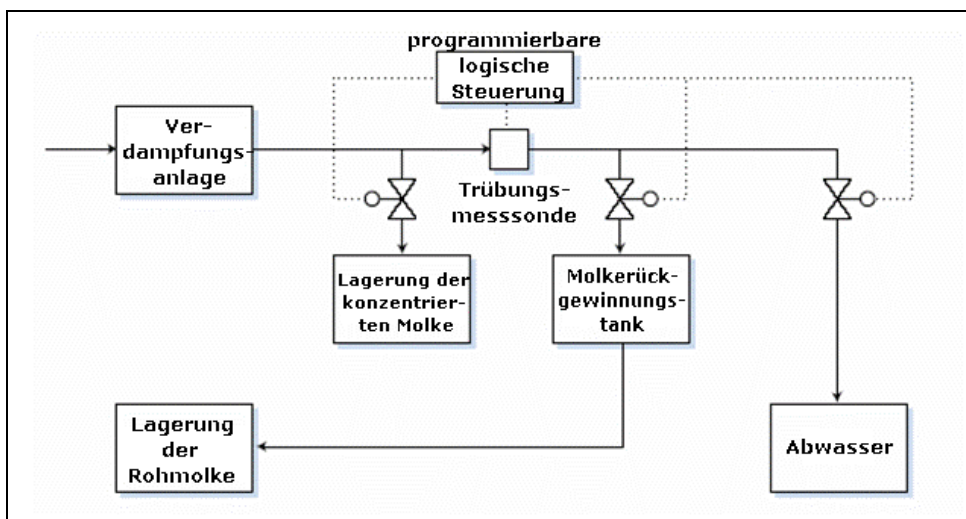 programmierbare
logische
Steuerung
Ver-
dampfungs-
anlage
Trübungs-
messsonde
Lagerung der
konzentrier-
ten Molke
Molkerück-
gewinnungs-
tank
Lagerung
der
Rohmolke
Abwasser